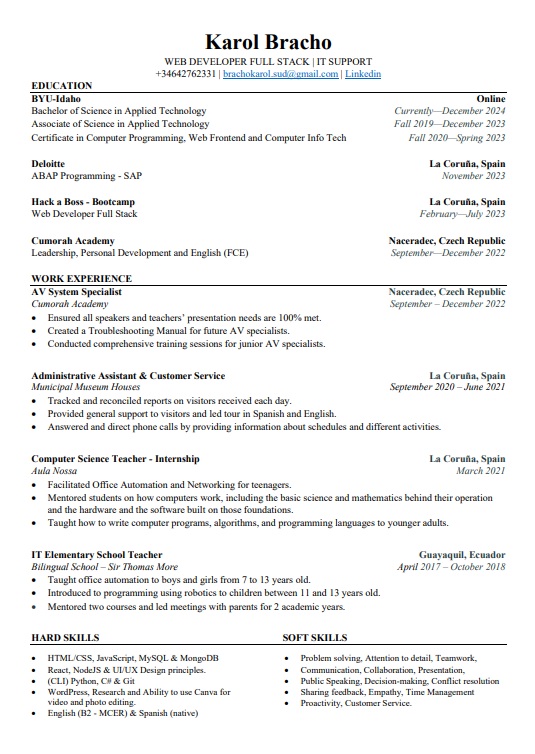 Karol Bracho
WEB DEVELOPER FULL STACK | IT SUPPORT
+34642762331 | brachokarol.sud@gmail.com | Linkedin
EDUCATION
BYU-Idaho Online
Bachelor of Science in Applied Technology Currently—December 2024
Associate of Science in Applied Technology Fall 2019—December 2023
Certificate in Computer Programming, Web Frontend and Computer Info Tech Fall 2020—Spring 2023
Deloitte La Coruña, Spain
ABAP Programming - SAP November 2023
Hack a Boss - Bootcamp La Coruña, Spain
Web Developer Full Stack February—July 2023
Cumorah Academy Naceradec, Czech Republic
Leadership, Personal Development and English (FCE) September—December 2022
WORK EXPERIENCE
AV System Specialist Naceradec, Czech Republic
Cumorah Academy September – December 2022
• Ensured all speakers and teachers’ presentation needs are 100% met.
• Created a Troubleshooting Manual for future AV specialists.
• Conducted comprehensive training sessions for junior AV specialists.
Administrative Assistant & Customer Service La Coruña, Spain
Municipal Museum Houses September 2020 – June 2021
• Tracked and reconciled reports on visitors received each day.
• Provided general support to visitors and led tour in Spanish and English.
• Answered and direct phone calls by providing information about schedules and different activities.
Computer Science Teacher - Internship La Coruña, Spain
Aula Nossa March 2021
• Facilitated Office Automation and Networking for teenagers.
• Mentored students on how computers work, including the basic science and mathematics behind their operation
and the hardware and the software built on those foundations.
• Taught how to write computer programs, algorithms, and programming languages to younger adults.
IT Elementary School Teacher Guayaquil, Ecuador
Bilingual School – Sir Thomas More April 2017 – October 2018
• Taught office automation to boys and girls from 7 to 13 years old.
• Introduced to programming using robotics to children between 11 and 13 years old.
• Mentored two courses and led meetings with parents for 2 academic years.
HARD SKILLS
• HTML/CSS, JavaScript, MySQL & MongoDB
• React, NodeJS & UI/UX Design principles.
• (CLI) Python, C# & Git
• WordPress, Research and Ability to use Canva for
video and photo editing.
• English (B2 - MCER) & Spanish (native)
SOFT SKILLS
• Problem solving, Attention to detail, Teamwork,
• Communication, Collaboration, Presentation,
• Public Speaking, Decision-making, Conflict resolution
• Sharing feedback, Empathy, Time Management
• Proactivity, Customer Service.